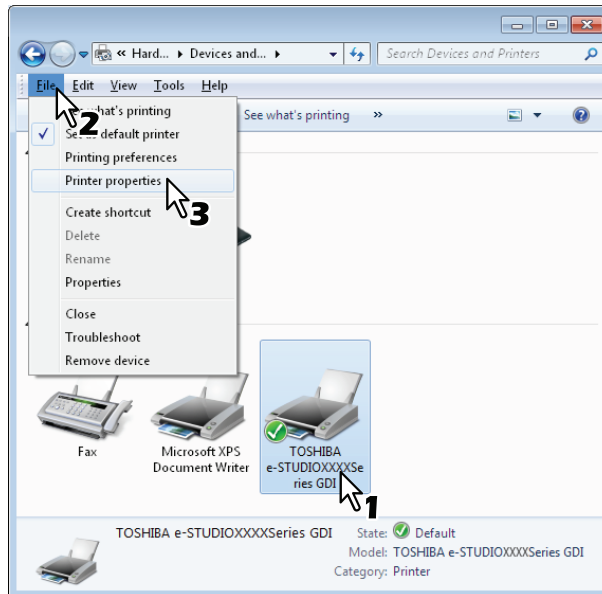 « Hard... ▸ Devices and... ▸
Search Devices and Printers
File Edit View Tools Help
See what's printing »
what's printing
2
Set as default printer
Printing preferences
Printer properties
3
Create shortcut
Delete
Rename
Properties
Close
Troubleshoot
Remove device
Fax
Microsoft XPS
Document Writer
TOSHIBA
e-STUDIOXXXXSe
ries GDI
1
TOSHIBA e-STUDIOXXXXSeries GDI State: Default
Model: TOSHIBA e-STUDIOXXXXSeries GDI
Category: Printer